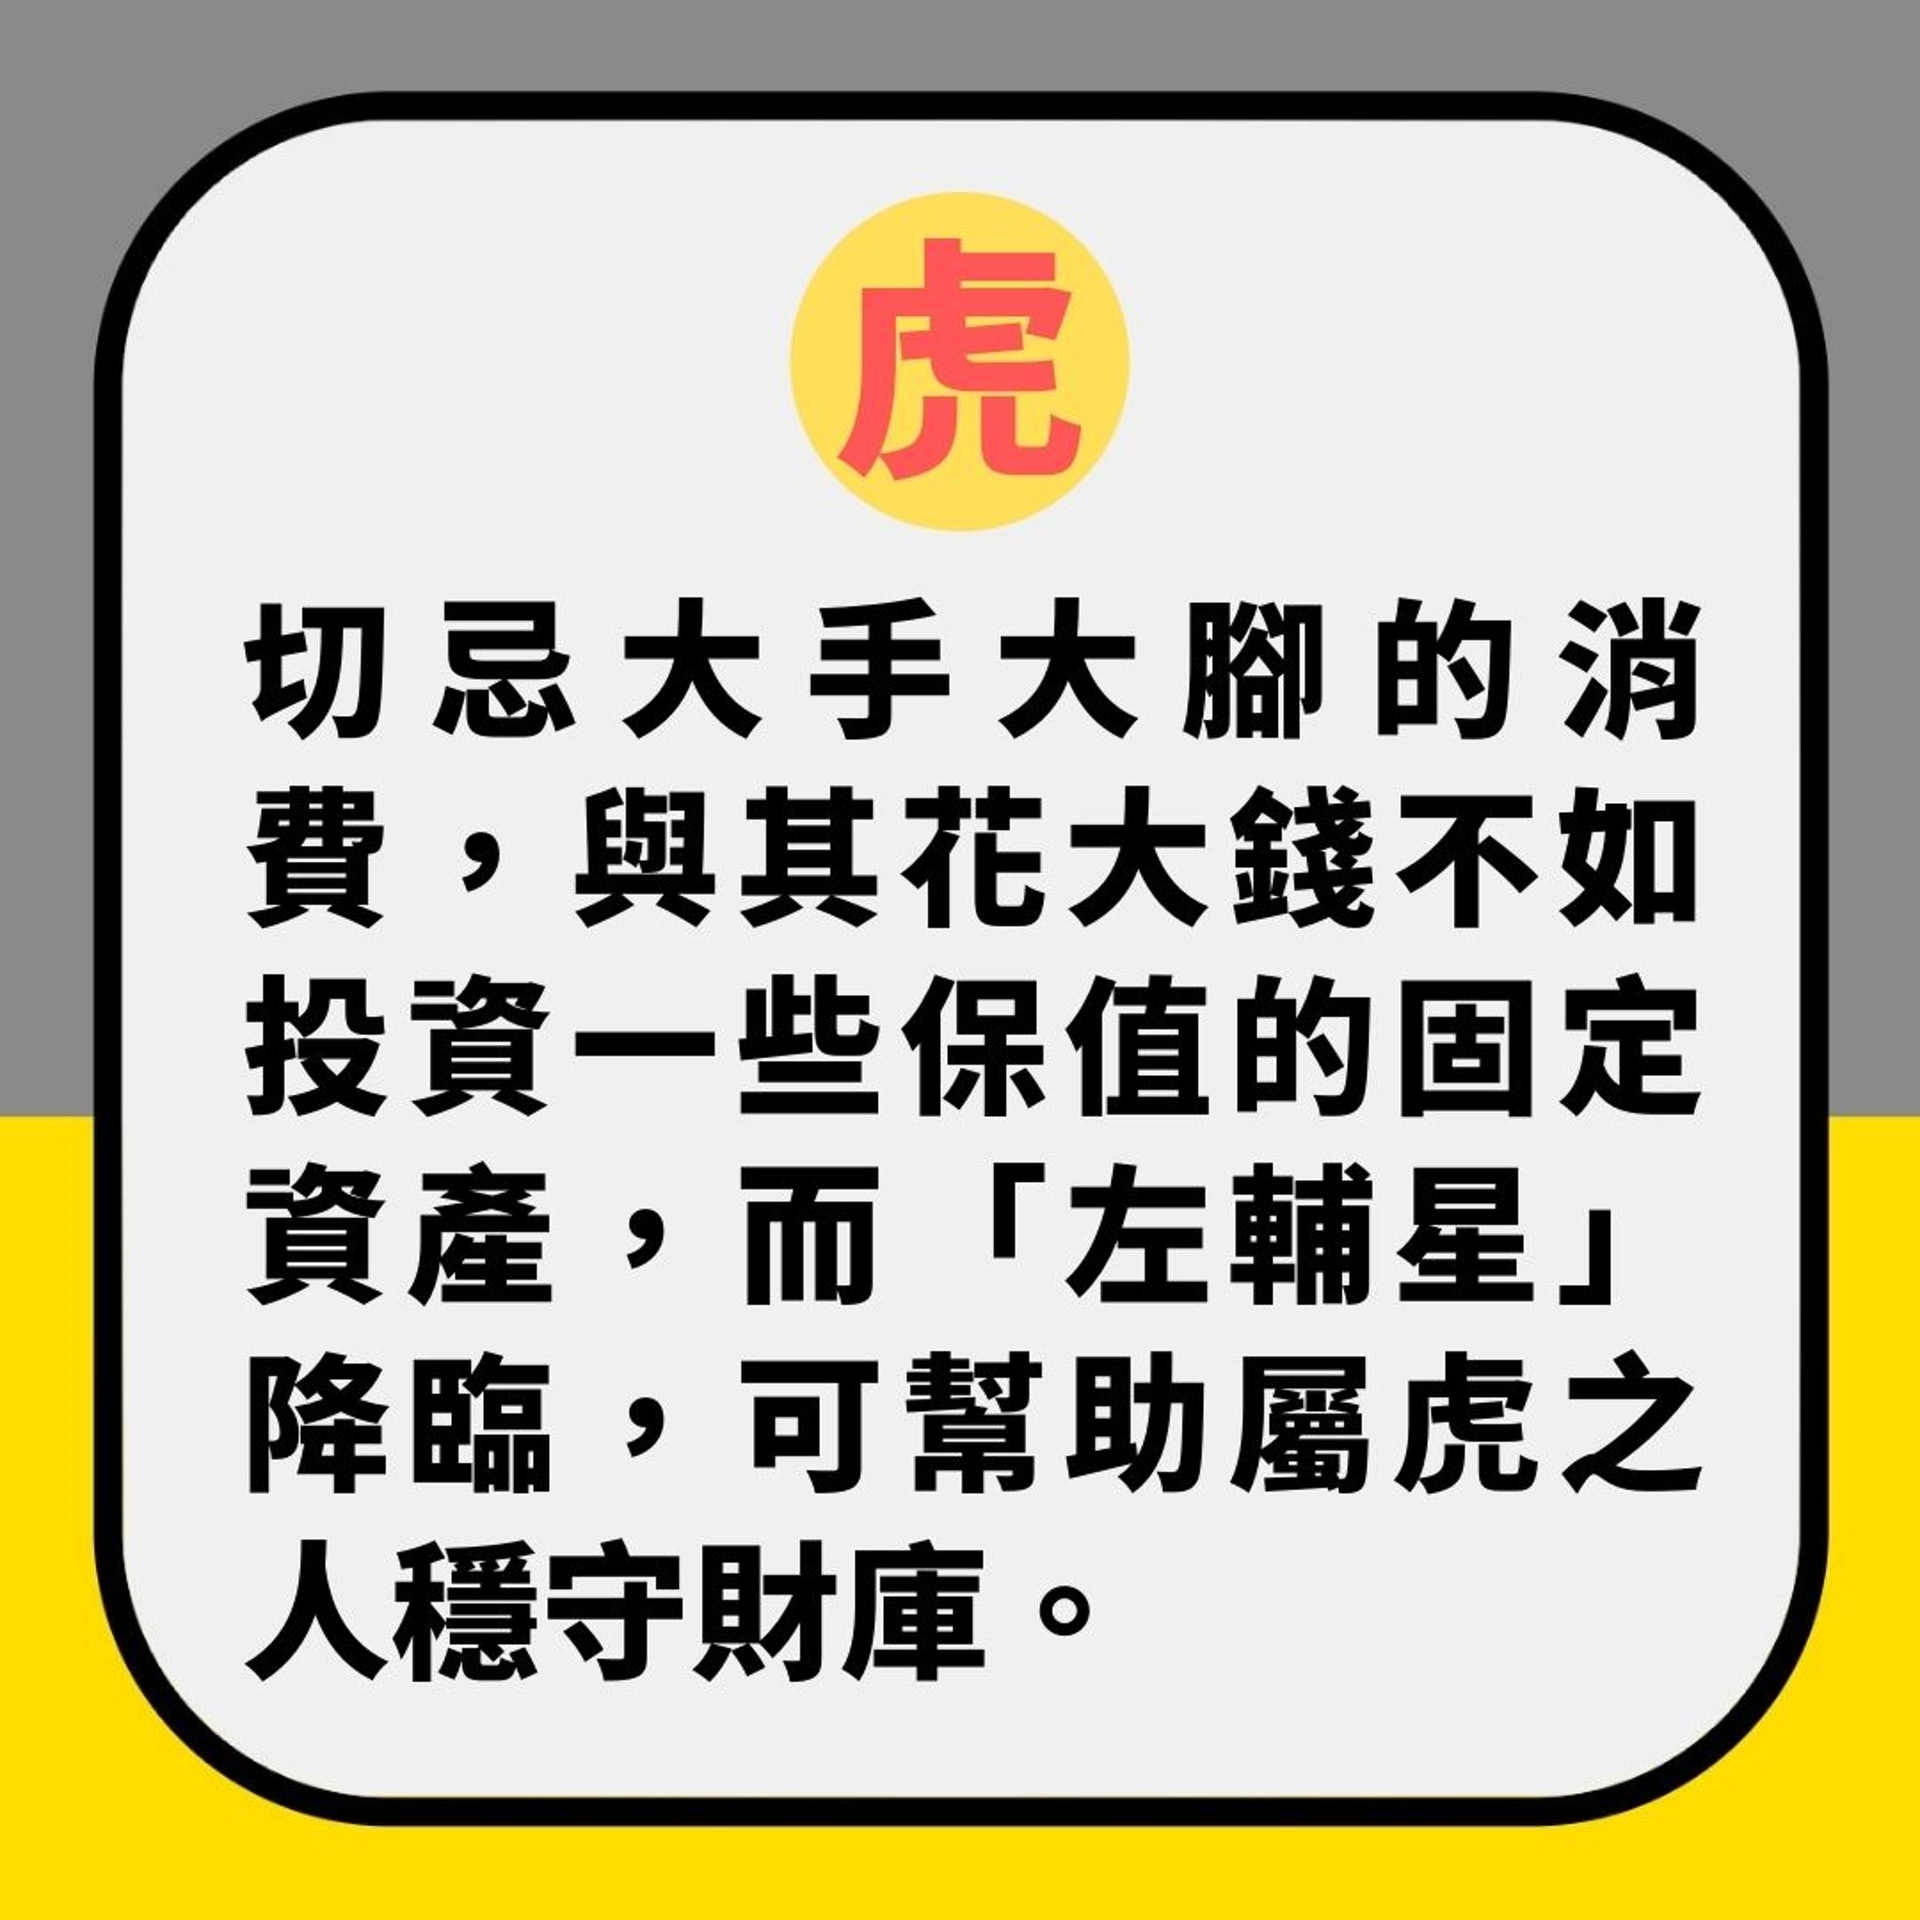 虎
切忌大手大腳的消
費，與其花大錢不如
投資一些保值的固定
資產，而「左輔星」
降臨，可幫助屬虎之
人穩守財庫。